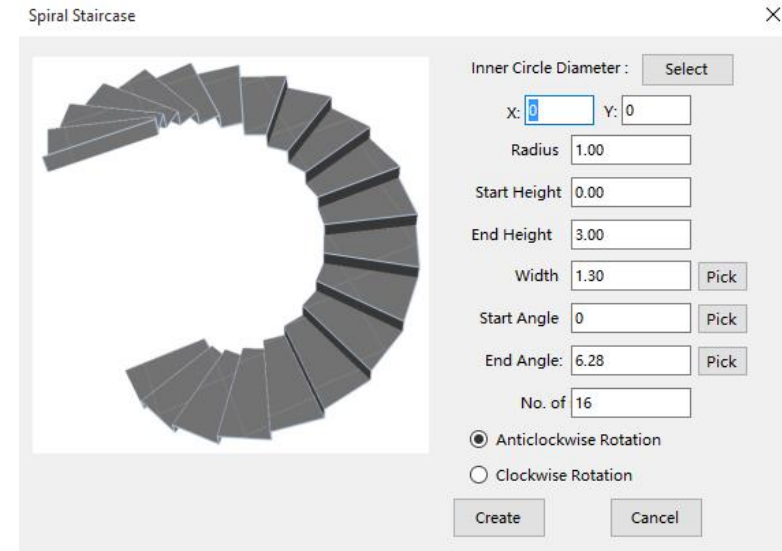 Spiral Staircase
Inner Circle Diameter : Select
X: 0 Y: 0
Radius 1.00
Start Height 0.00
End Height 3.00
Width 1.30 Pick
Start Angle 0 Pick
End Angle: 6.28 Pick
No. of 16
Anticlockwise Rotation
Clockwise Rotation
Create Cancel